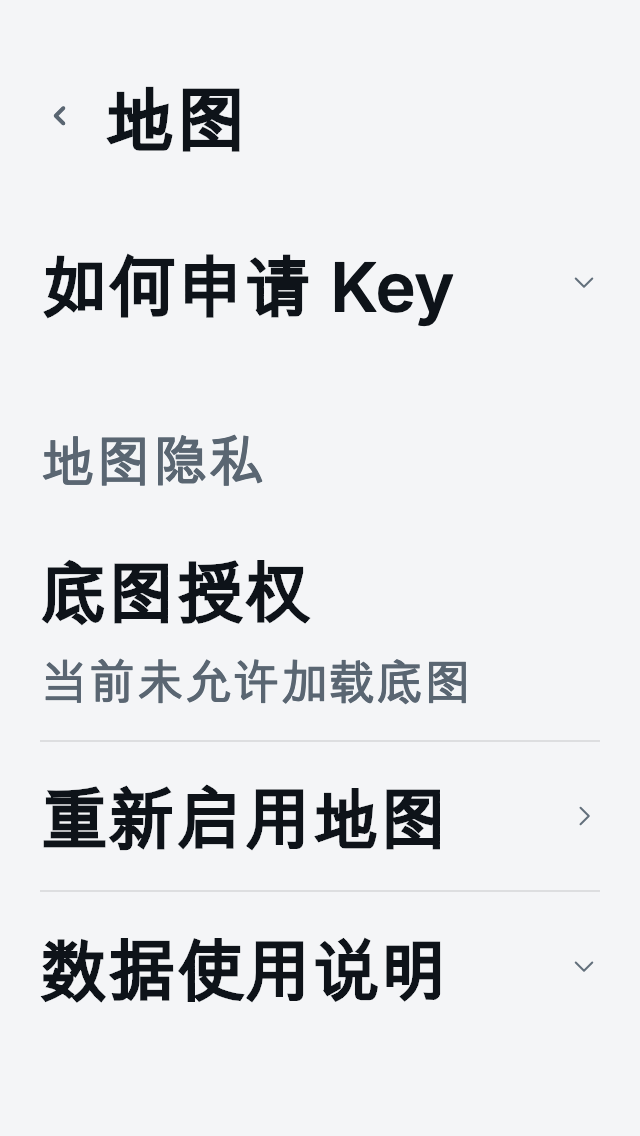 地图
如何申请 Key
地图隐私
底图授权
当前未允许加载底图
重新启用地图
数据使用说明